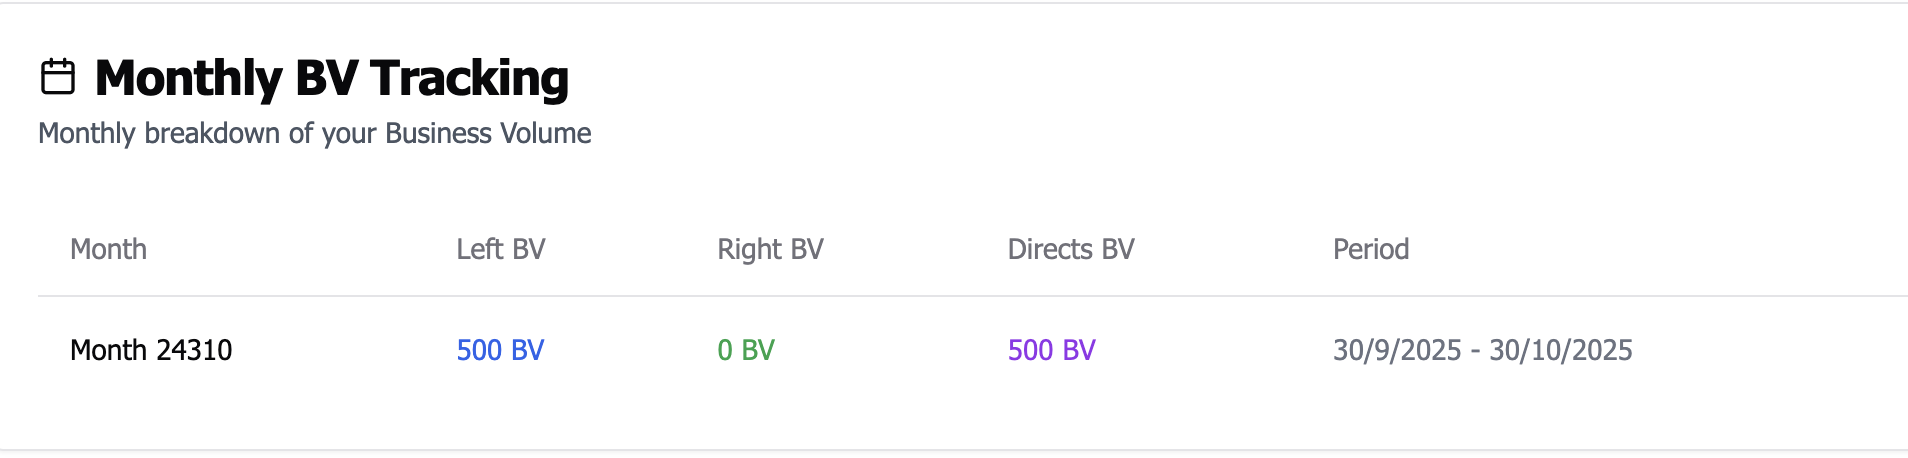 Monthly BV Tracking
Monthly breakdown of your Business Volume
Month Left BV Right BV Directs BV Period
Month 24310 500 BV 0 BV 500 BV 30/9/2025 - 30/10/2025